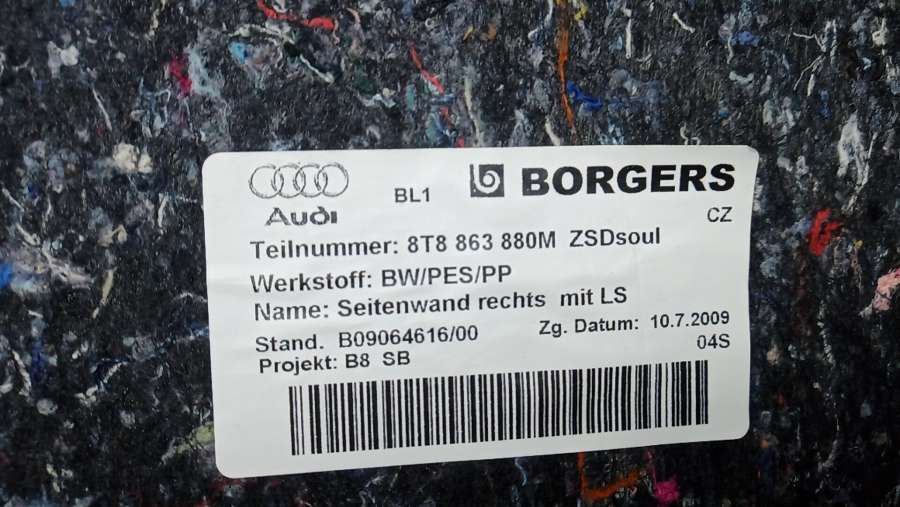 Audi BL1 BORGERS
CZ
Teilnummer: 8T8 863 880M ZSDsoul
Werkstoff: BW/PES/PP
Name: Seitenwand rechts mit LS
Stand. B09064616/00 Zg. Datum: 10.7.2009
Projekt: B8 SB 04S